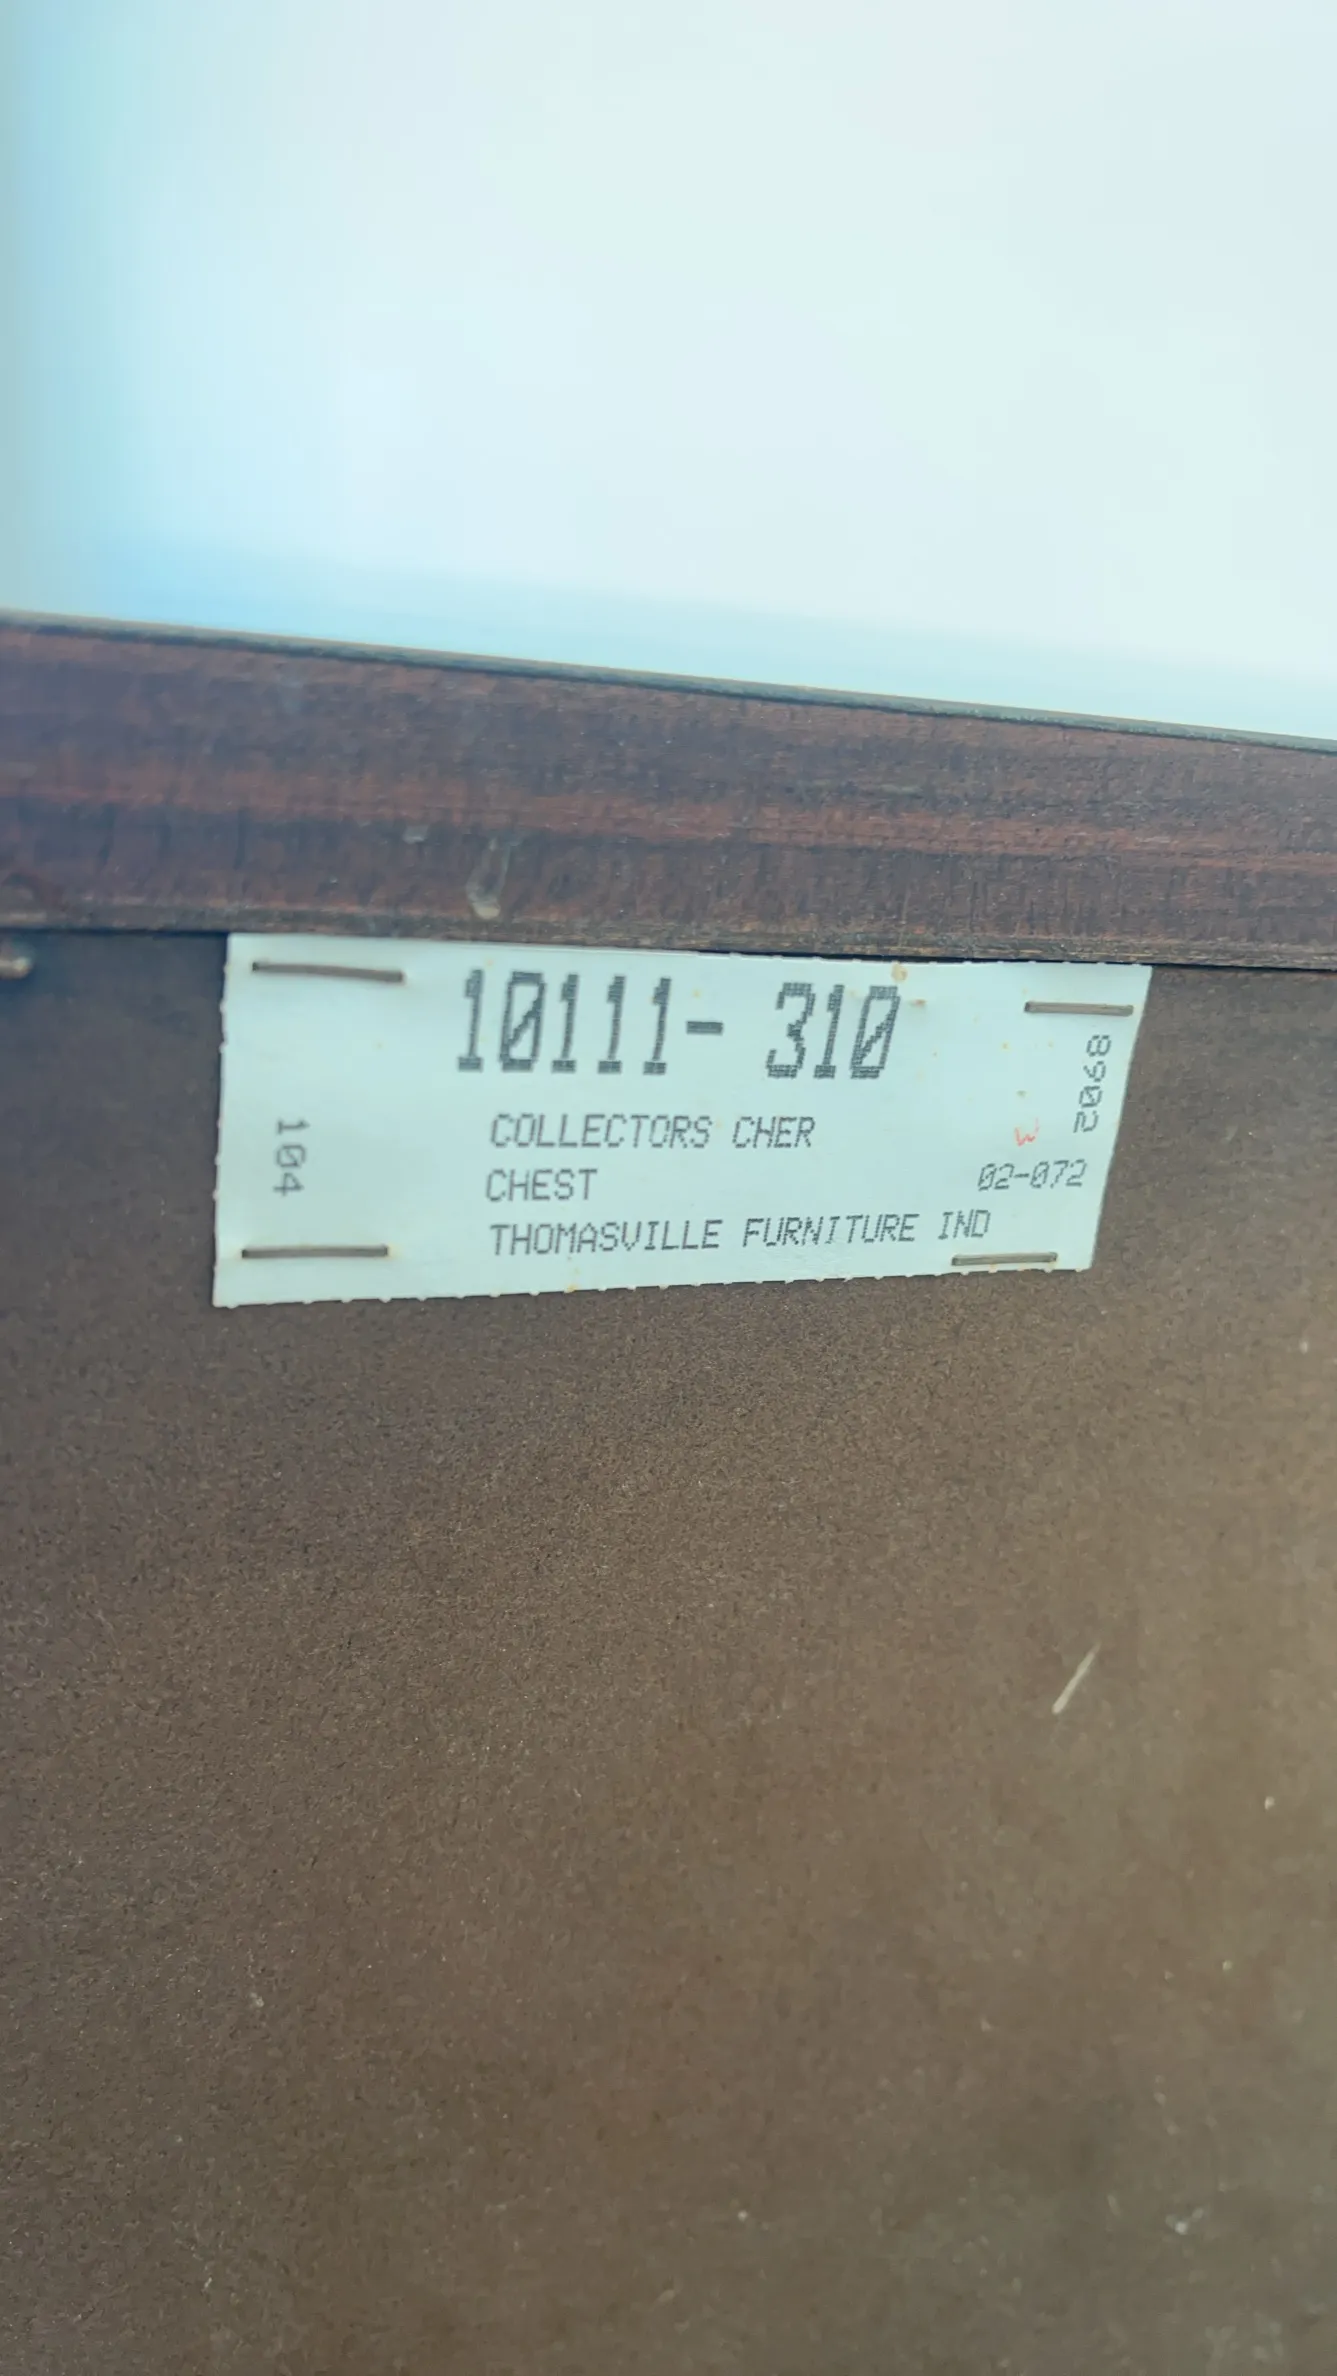 10111- 310
COLLECTORS CHER
CHEST
THOMASVILLE FURNITURE IND
02-072
8902
104
W